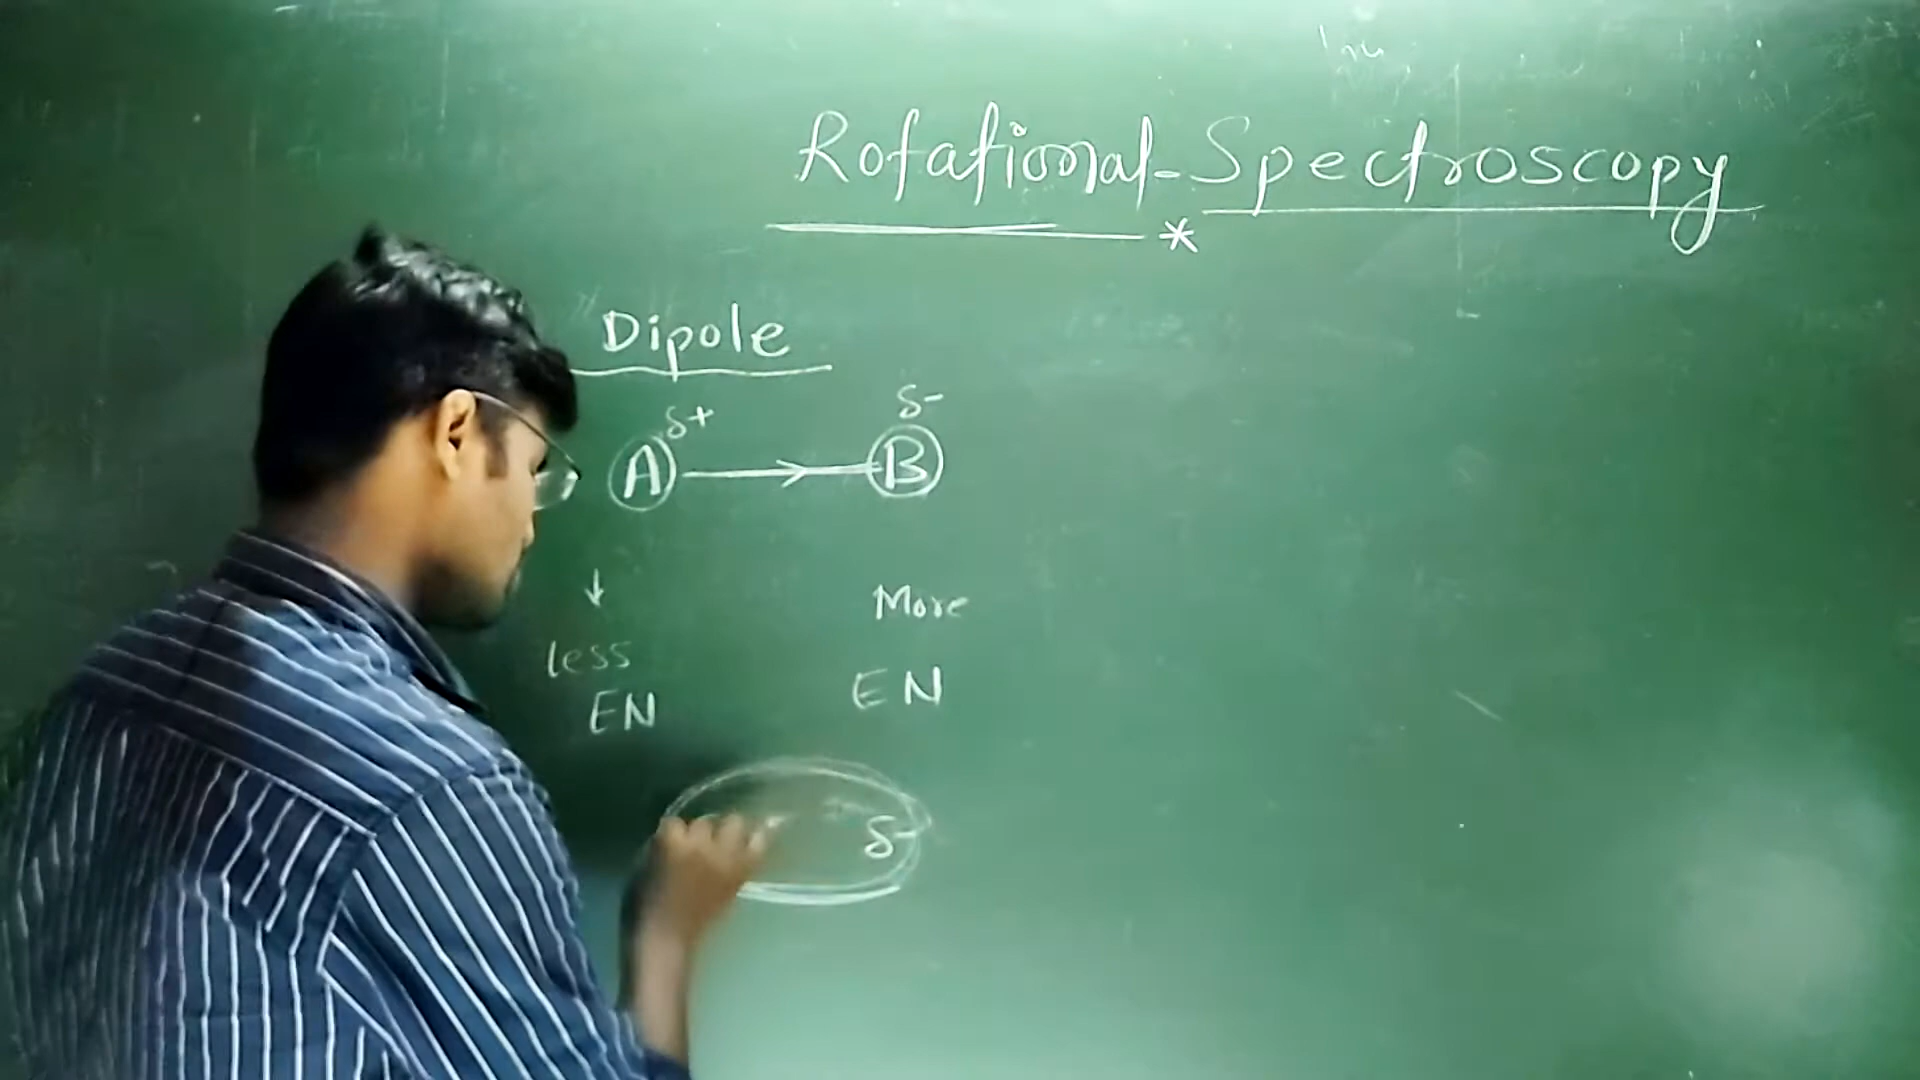 Rotational-Spectroscopy
*
Dipole
δ+ δ-
A B
↓
less More
EN EN
δ-